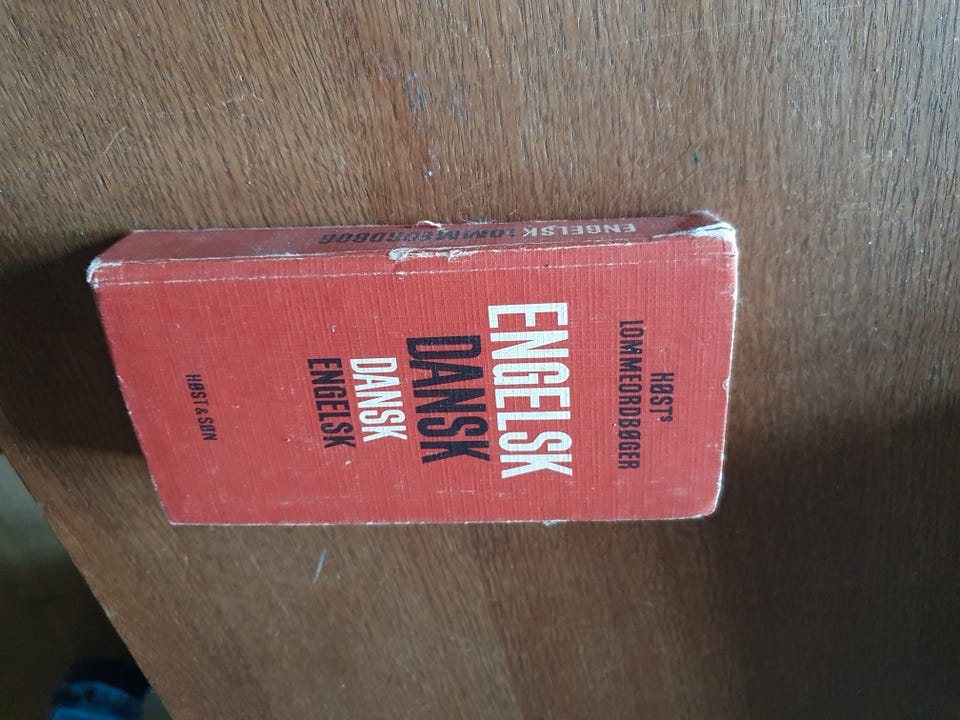 HØSTS
LOMMEORDBØGER
ENGELSK
DANSK
DANSK
ENGELSK
HØST & SØN
ENGELSK LOMMEORDBOG